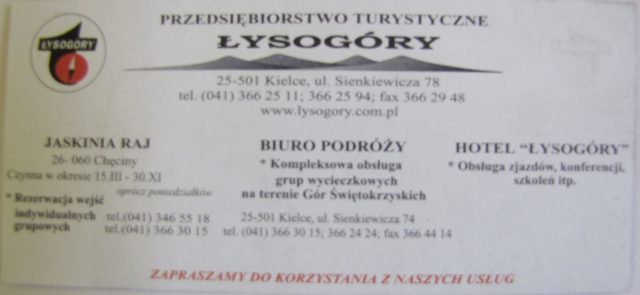 ŁYSOGÓRY
PRZEDSIĘBIORSTWO TURYSTYCZNE
ŁYSOGÓRY
25-501 Kielce, ul. Sienkiewicza 78
tel. (041) 366 25 11; 366 25 94; fax 366 29 48
www.lysogory.com.pl
JASKINIA RAJ
26- 060 Chęciny
Czynna w okresie 15.III - 30.XI
oprócz poniedziałków
* Rezerwacja wejść
indywidualnych tel.(041) 346 55 18
grupowych tel.(041) 366 30 15
BIURO PODRÓŻY
* Kompleksowa obsługa
grup wycieczkowych
na terenie Gór Świętokrzyskich
25-501 Kielce, ul. Sienkiewicza 74
tel. (041) 366 30 15; 366 24 24; fax 366 44 14
HOTEL “ŁYSOGÓRY”
* Obsługa zjazdów, konferencji,
szkoleń itp.
ZAPRASZAMY DO KORZYSTANIA Z NASZYCH USŁUG